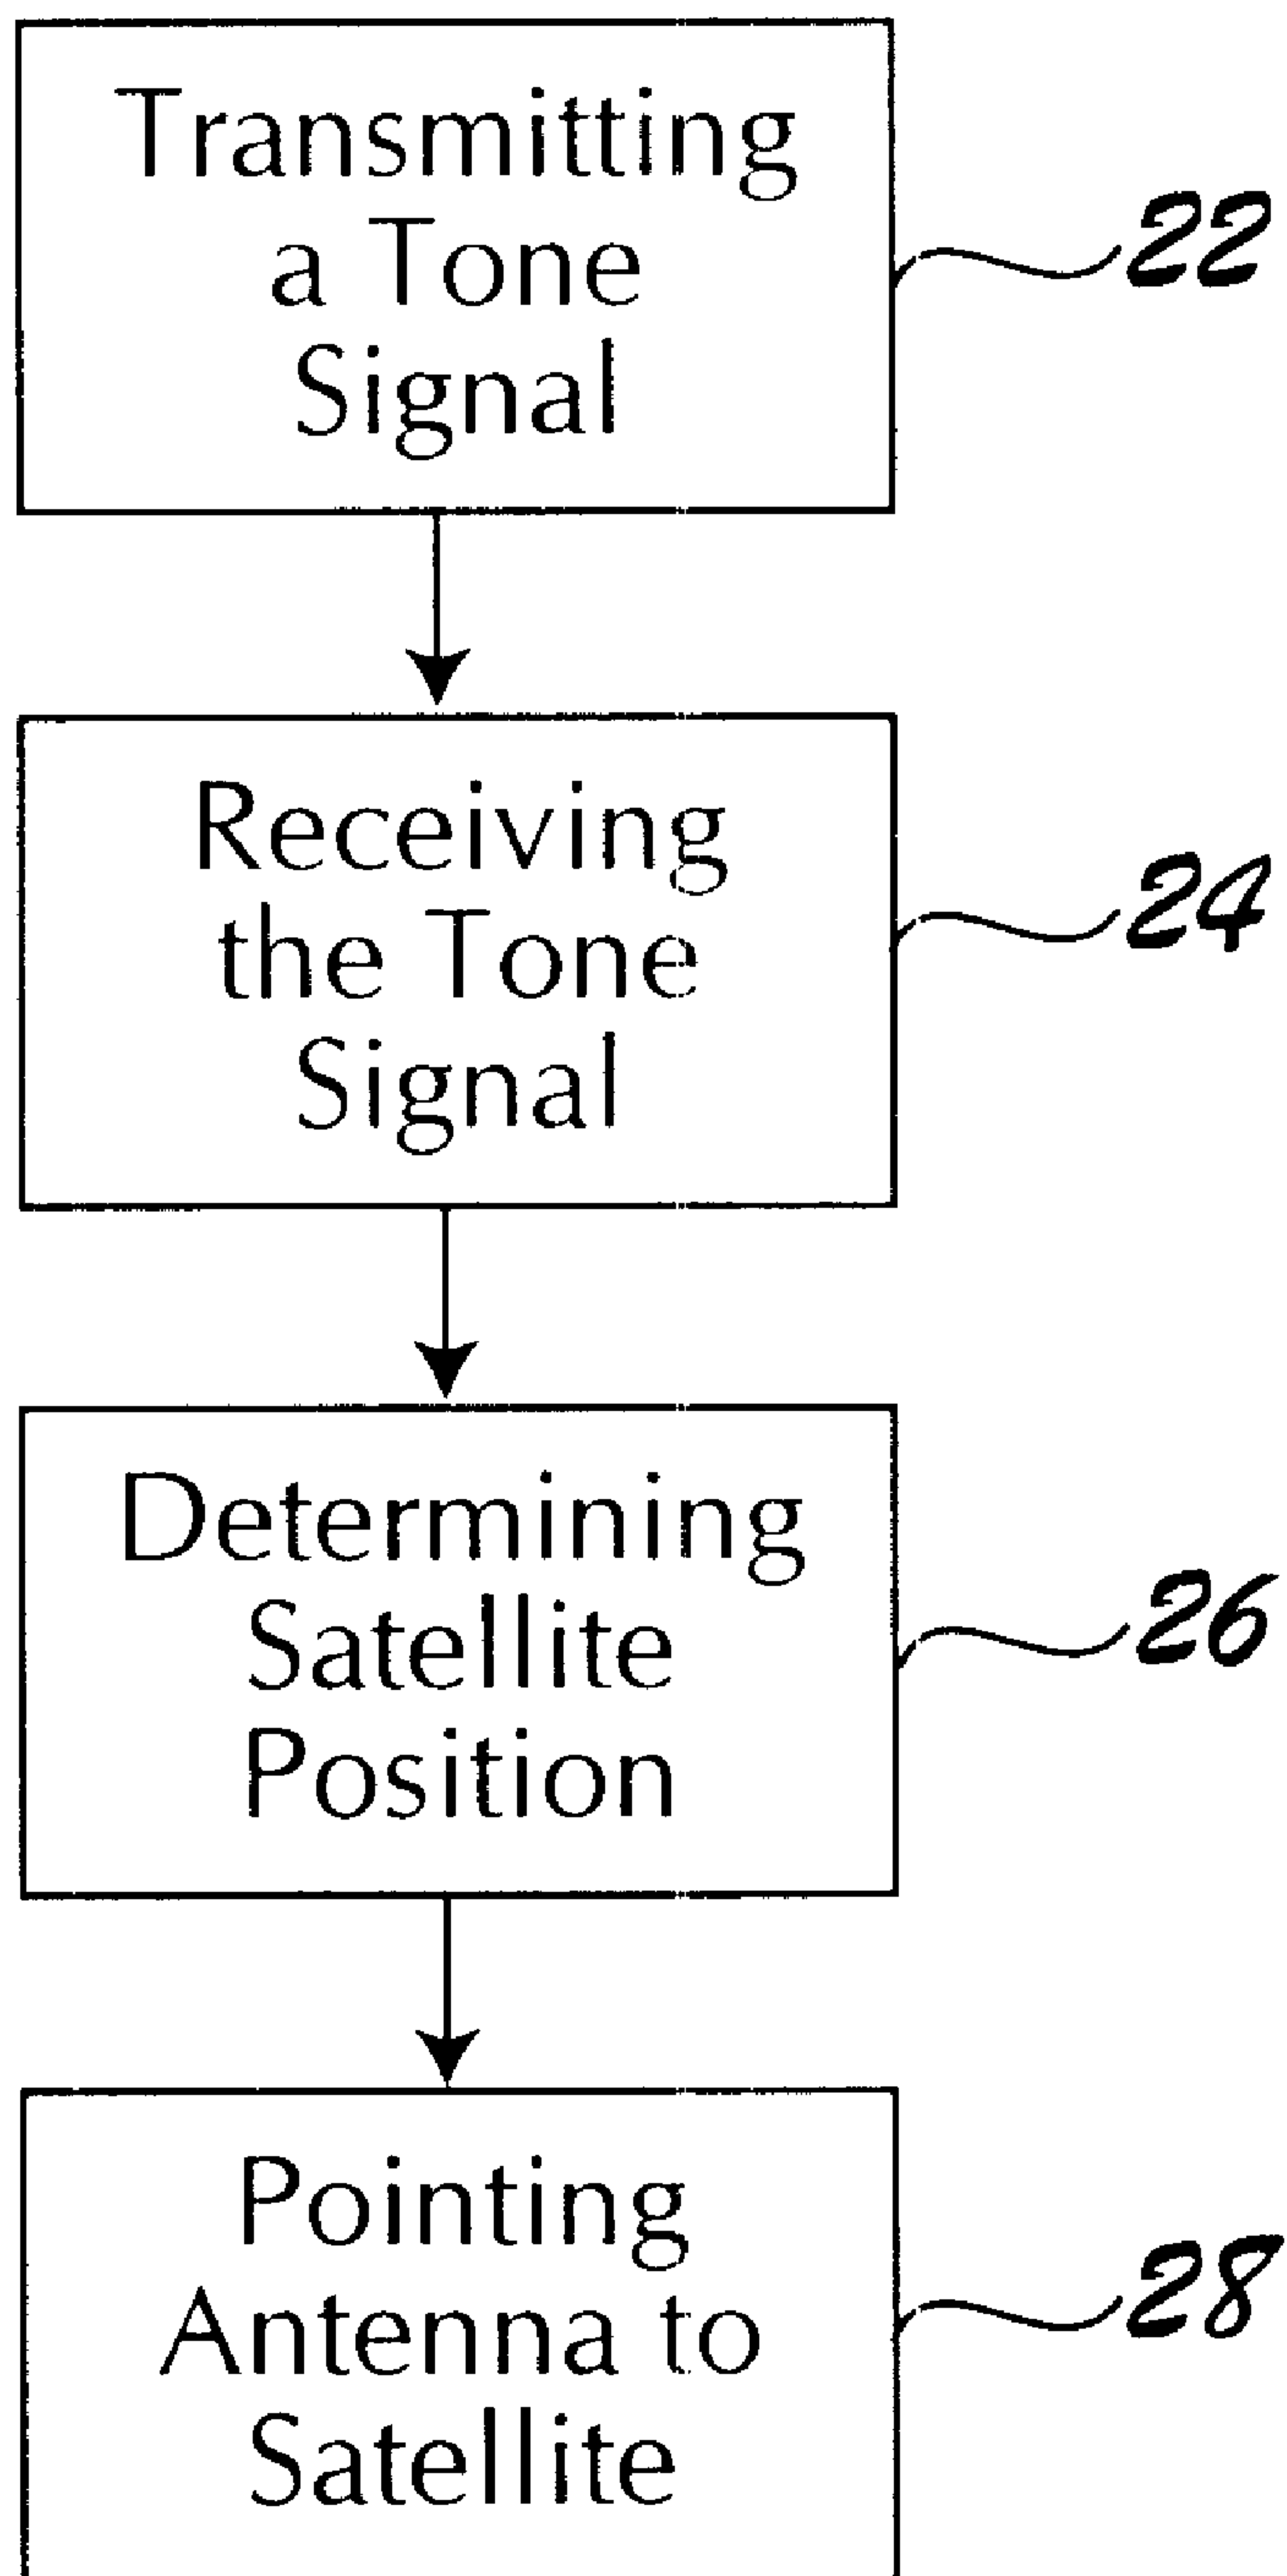 Transmitting
a Tone
Signal
22
Receiving
the Tone
Signal
24
Determining
Satellite
Position
26
Pointing
Antenna to
Satellite
28